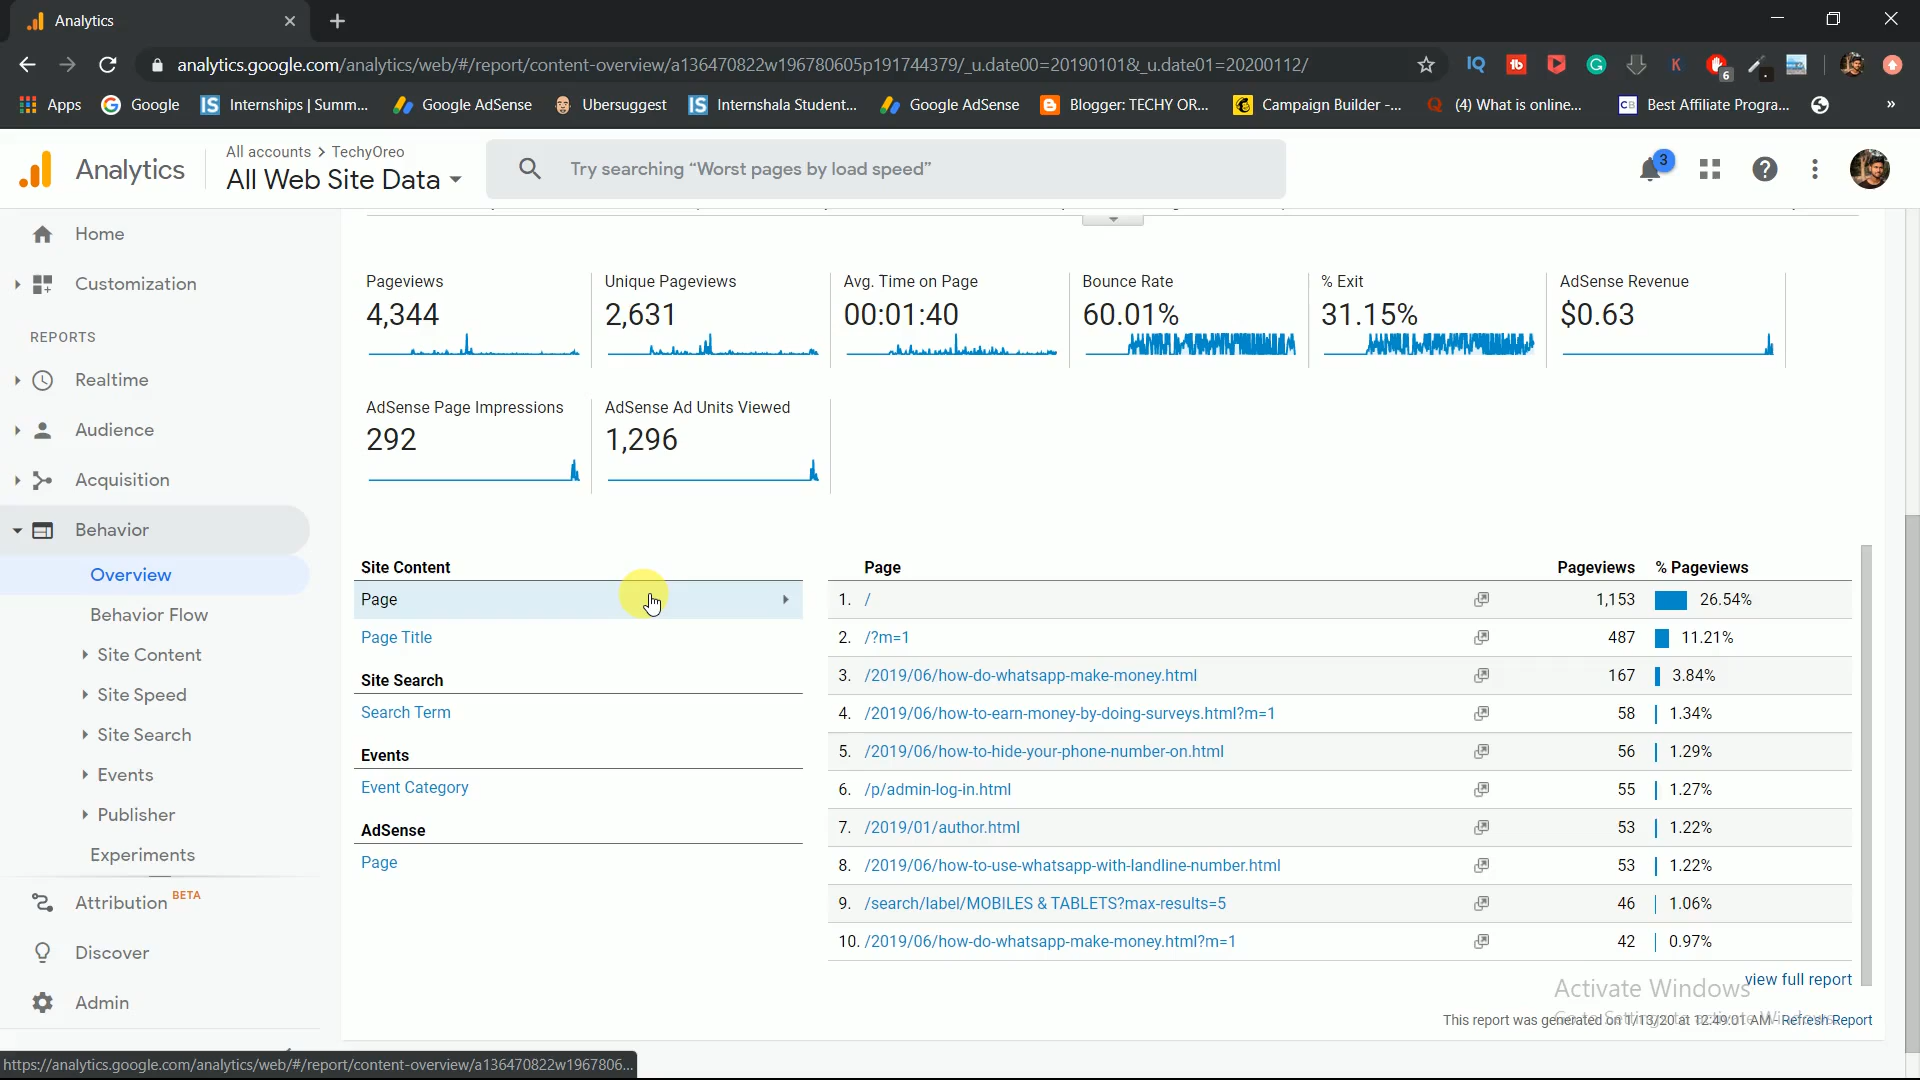 Analytics
analytics.google.com/analytics/web/#/report/content-overview/a136470822w196780605p191744379/_u.date00=20190101&_u.date01=20200112/
6
Apps Google Internships | Summ... Google AdSense Ubersuggest Internshala Student... Google AdSense Blogger: TECHY OR... Campaign Builder -... (4) What is online... Best Affiliate Progra... »
Analytics
All accounts > TechyOreo
All Web Site Data
Try searching “Worst pages by load speed”
3
Home
Customization
REPORTS
Realtime
Audience
Acquisition
Behavior
Overview
Behavior Flow
Site Content
Site Speed
Site Search
Events
Publisher
Experiments
Attribution BETA
Discover
Admin
Pageviews
4,344
Unique Pageviews
2,631
Avg. Time on Page
00:01:40
Bounce Rate
60.01%
% Exit
31.15%
AdSense Revenue
$0.63
AdSense Page Impressions
292
AdSense Ad Units Viewed
1,296
Site Content
Page
Page Title
Site Search
Search Term
Events
Event Category
AdSense
Page
Page Pageviews % Pageviews
1. / 1,153 26.54%
2. /?m=1 487 11.21%
3. /2019/06/how-do-whatsapp-make-money.html 167 3.84%
4. /2019/06/how-to-earn-money-by-doing-surveys.html?m=1 58 1.34%
5. /2019/06/how-to-hide-your-phone-number-on.html 56 1.29%
6. /p/admin-log-in.html 55 1.27%
7. /2019/01/author.html 53 1.22%
8. /2019/06/how-to-use-whatsapp-with-landline-number.html 53 1.22%
9. /search/label/MOBILES & TABLETS?max-results=5 46 1.06%
10. /2019/06/how-do-whatsapp-make-money.html?m=1 42 0.97%
view full report
Activate Windows
This report was generated on 1/13/20 at 12:49:01 AM - Refresh Report
https://analytics.google.com/analytics/web/#/report/content-overview/a136470822w1967806...